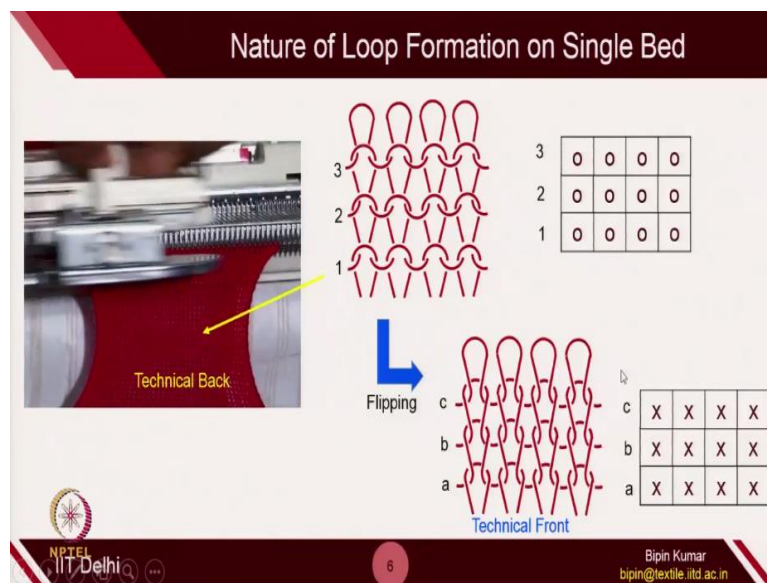 Nature of Loop Formation on Single Bed
3
2
1
Technical Back
3 o o o o
2 o o o o
1 o o o o
Flipping
c
b
a
Technical Front
c x x x x
b x x x x
a x x x x
NPTEL
IIT Delhi
6
Bipin Kumar
bipin@textile.iitd.ac.in